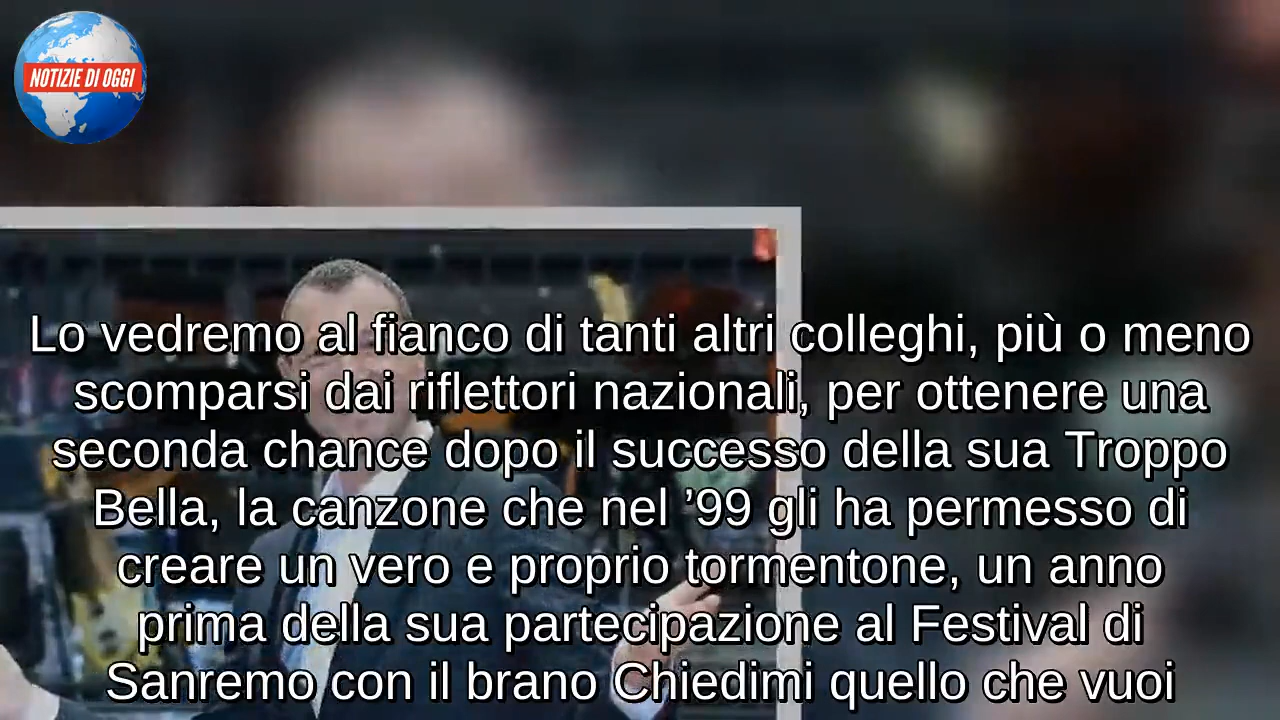 NOTIZIE DI OGGI
Lo vedremo al fianco di tanti altri colleghi, più o meno
scomparsi dai riflettori nazionali, per ottenere una
seconda chance dopo il successo della sua Troppo
Bella, la canzone che nel ’99 gli ha permesso di
creare un vero e proprio tormentone, un anno
prima della sua partecipazione al Festival di
Sanremo con il brano Chiedimi quello che vuoi